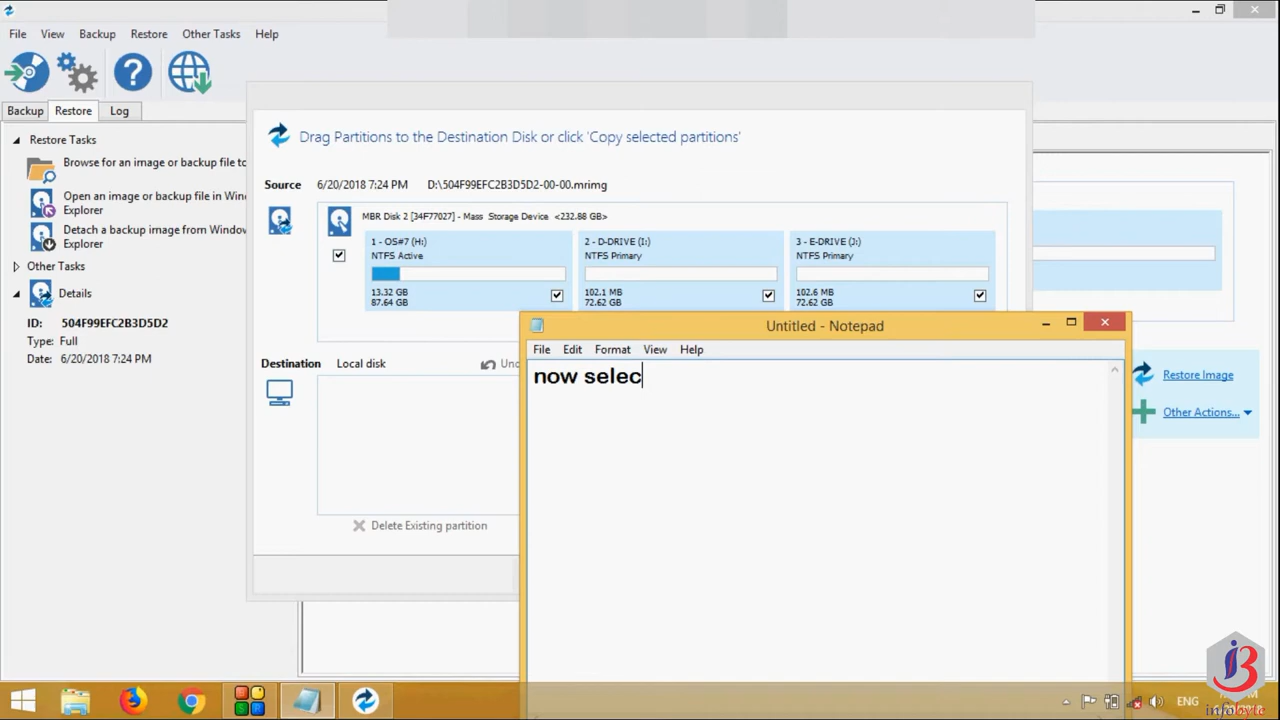 File View Backup Restore Other Tasks Help
Backup Restore Log
Restore Tasks
Browse for an image or backup file to
Open an image or backup file in Win
Explorer
Detach a backup image from Window
Explorer
Other Tasks
Details
ID: 504F99EFC2B3D5D2
Type: Full
Date: 6/20/2018 7:24 PM
Drag Partitions to the Destination Disk or click 'Copy selected partitions'
Source 6/20/2018 7:24 PM D:\504F99EFC2B3D5D2-00-00.mrimg
MBR Disk 2 [34F77027] - Mass Storage Device <232.88 GB>
1 - OS#7 (H:)
NTFS Active
13.32 GB
87.64 GB
2 - D-DRIVE (I:)
NTFS Primary
102.1 MB
72.62 GB
3 - E-DRIVE (J:)
NTFS Primary
102.6 MB
72.62 GB
Destination Local disk Und
Delete Existing partition
Untitled - Notepad
File Edit Format View Help
now selec
Restore Image
Other Actions...
ENG